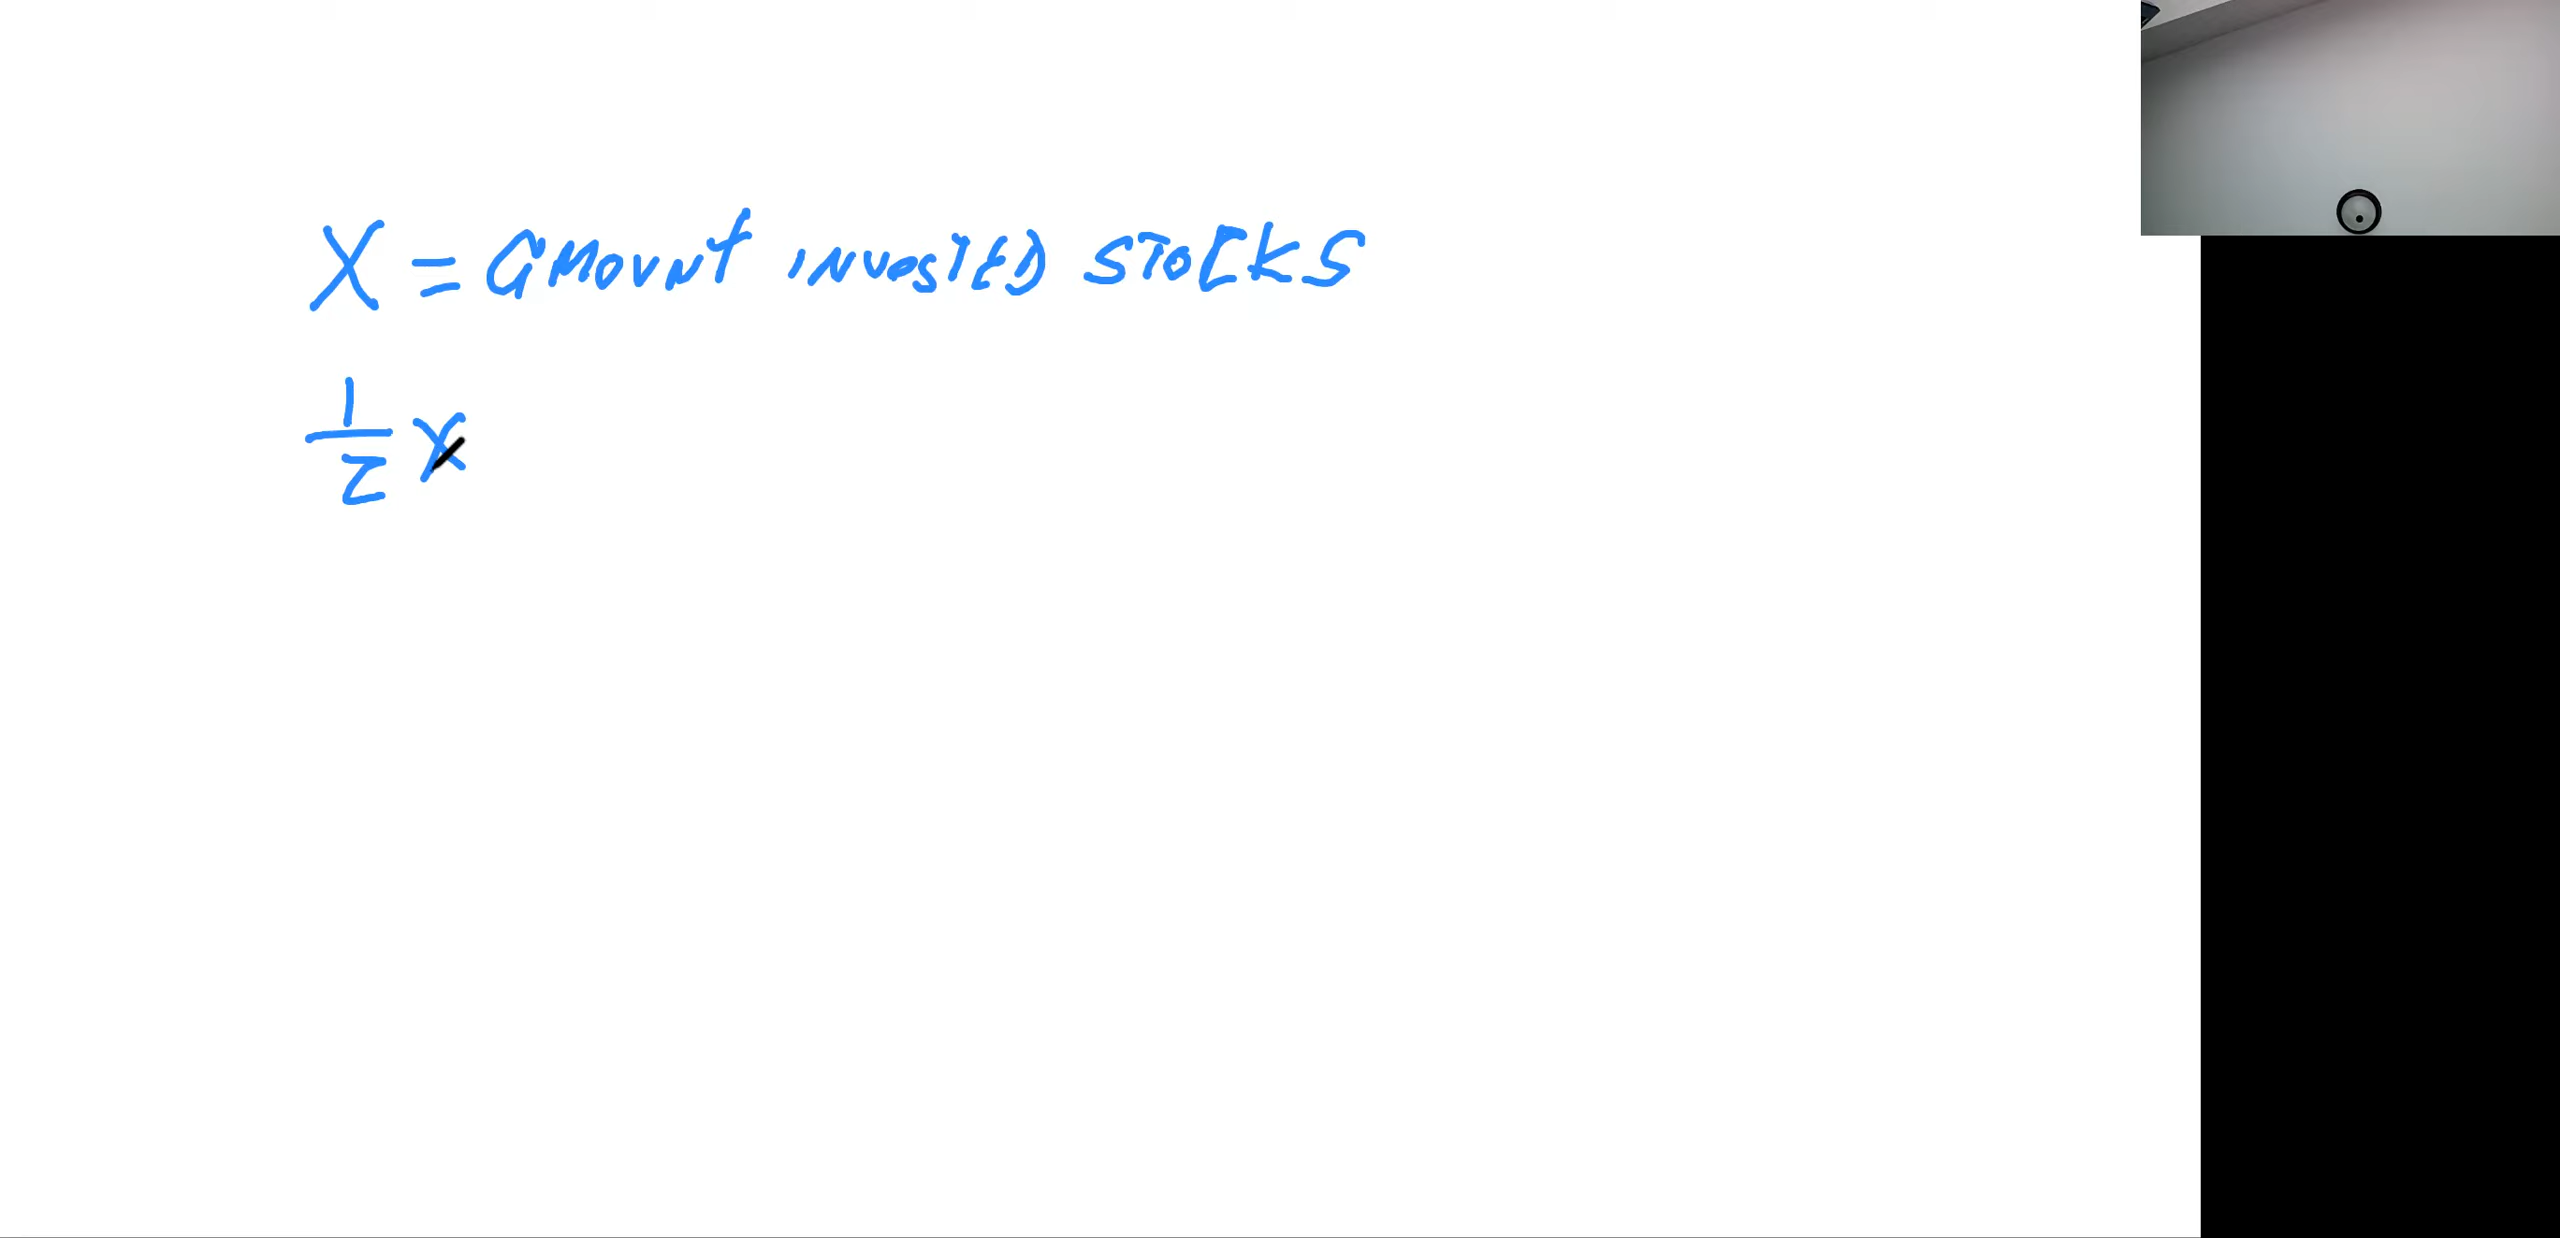 X = amount invested stocks
1/2 X